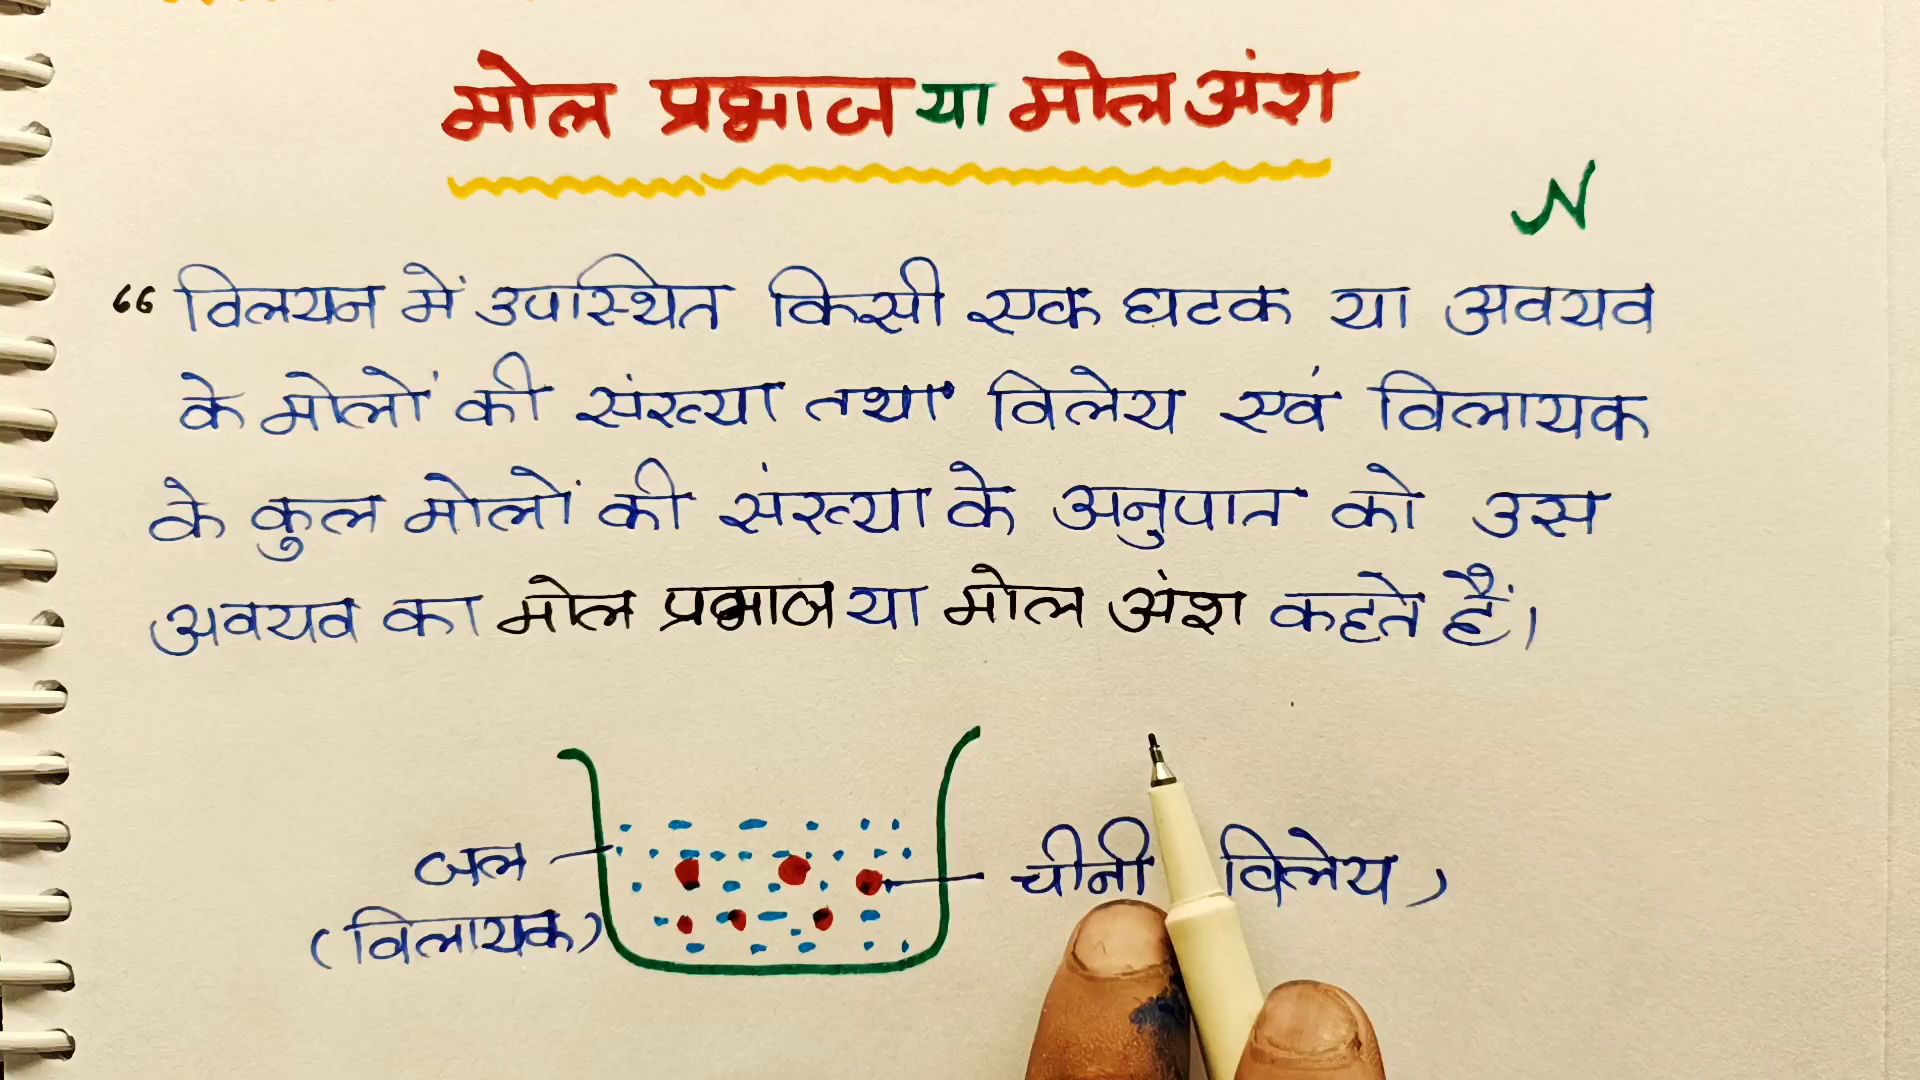 मोल प्रभाज या मोल अंश
N
“विलयन में उपस्थित किसी एक घटक या अवयव
के मोलों की संख्या तथा विलेय एवं विलायक
के कुल मोलों की संख्या के अनुपात को उस
अवयव का मोल प्रभाज या मोल अंश कहते हैं।
जल
(विलायक)
चीनी विलेय)